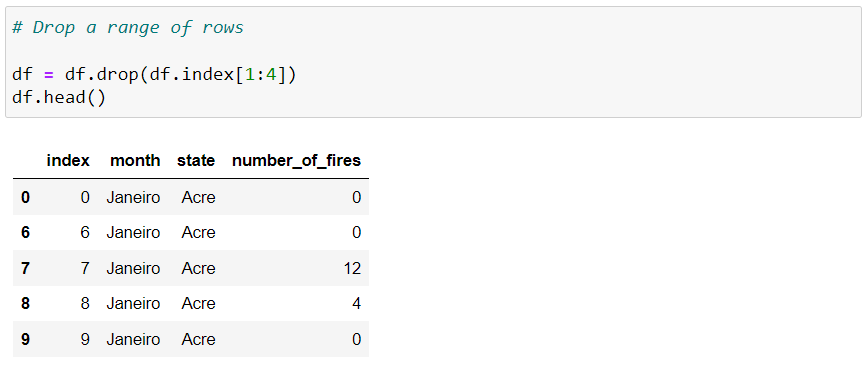 # Drop a range of rows
df = df.drop(df.index[1:4])
df.head()
index month state number_of_fires
0 0 Janeiro Acre 0
6 6 Janeiro Acre 0
7 7 Janeiro Acre 12
8 8 Janeiro Acre 4
9 9 Janeiro Acre 0